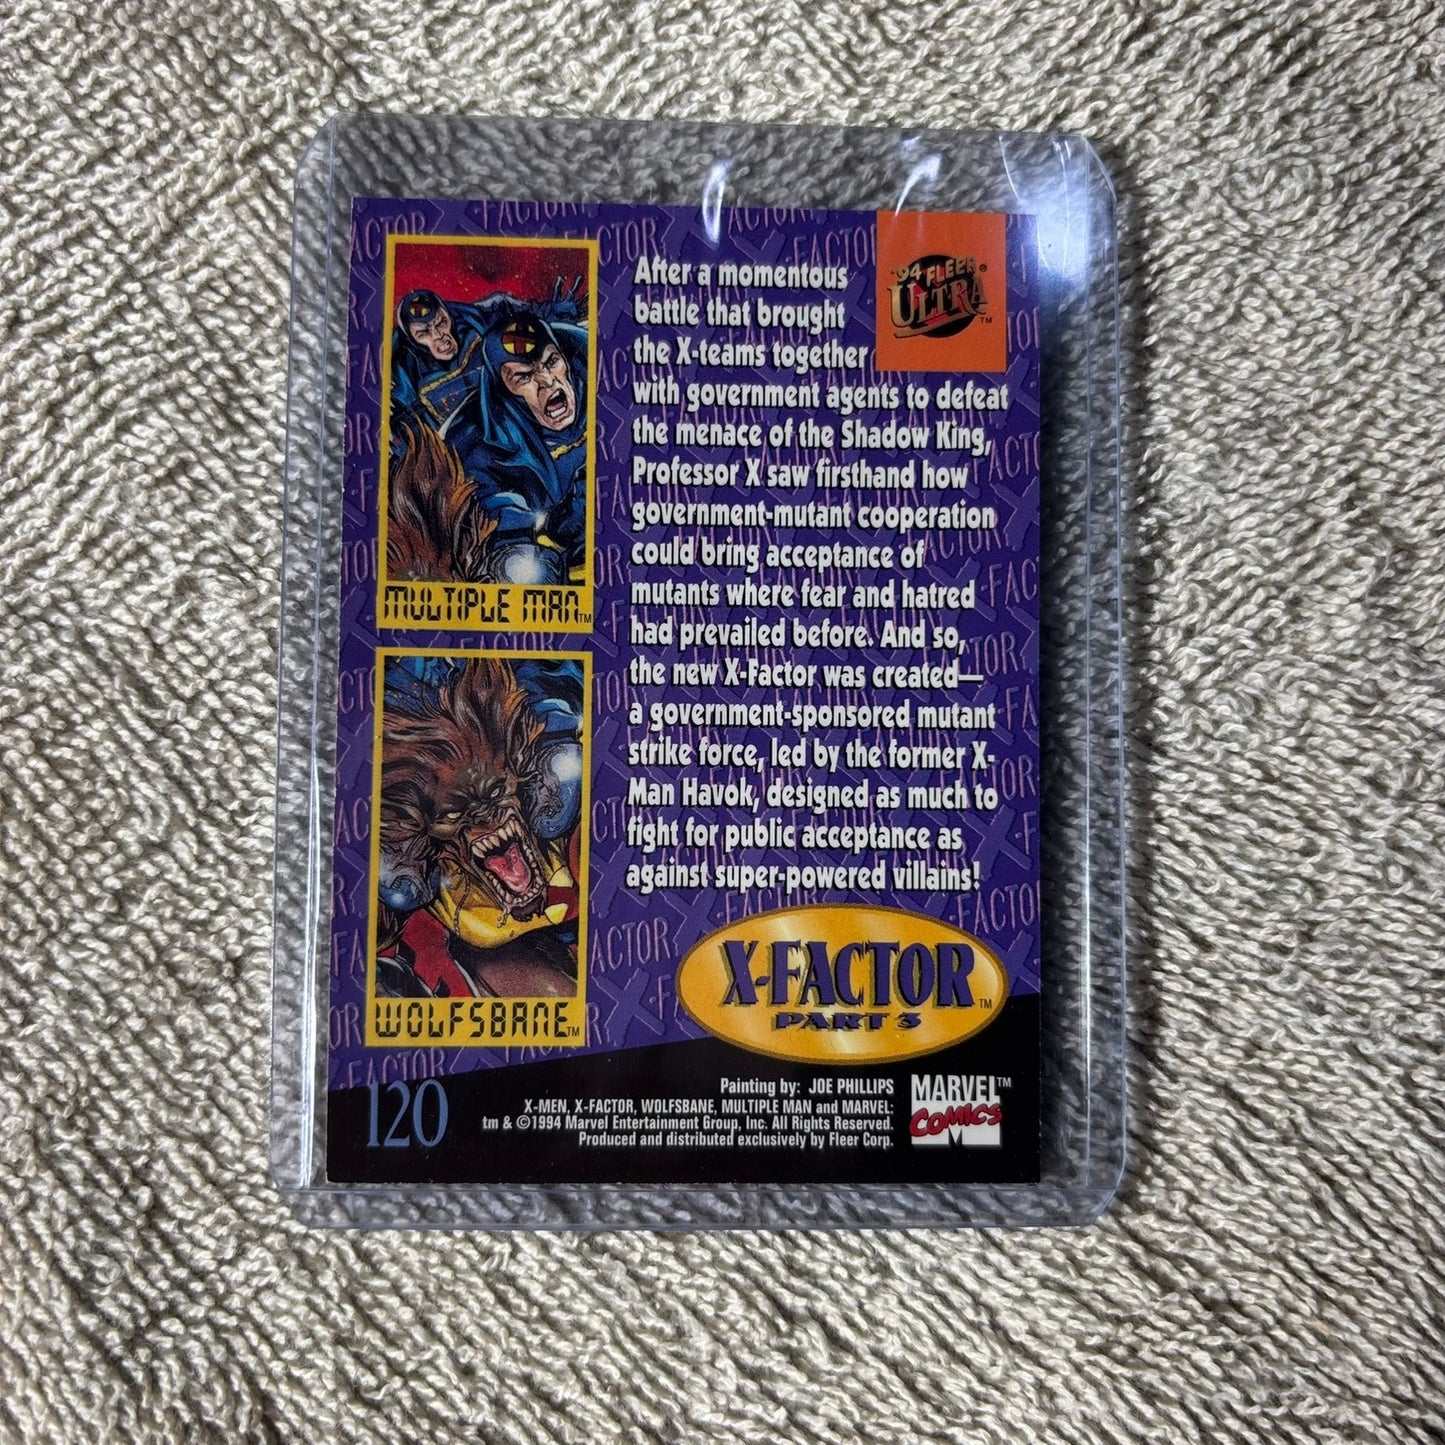 '94 FLEER®
ULTRA™
After a momentous
battle that brought
the X-teams together
with government agents to defeat
the menace of the Shadow King,
Professor X saw firsthand how
government-mutant cooperation
could bring acceptance of
mutants where fear and hatred
had prevailed before. And so,
the new X-Factor was created—
a government-sponsored mutant
strike force, led by the former X-
Man Havok, designed as much to
fight for public acceptance as
against super-powered villains!
MULTIPLE MAN™
WOLFSBANE™
X-FACTOR™
PART 3
120
Painting by: JOE PHILLIPS
X-MEN, X-FACTOR, WOLFSBANE, MULTIPLE MAN and MARVEL:
tm & ©1994 Marvel Entertainment Group, Inc. All Rights Reserved.
Produced and distributed exclusively by Fleer Corp.
MARVEL™
COMICS